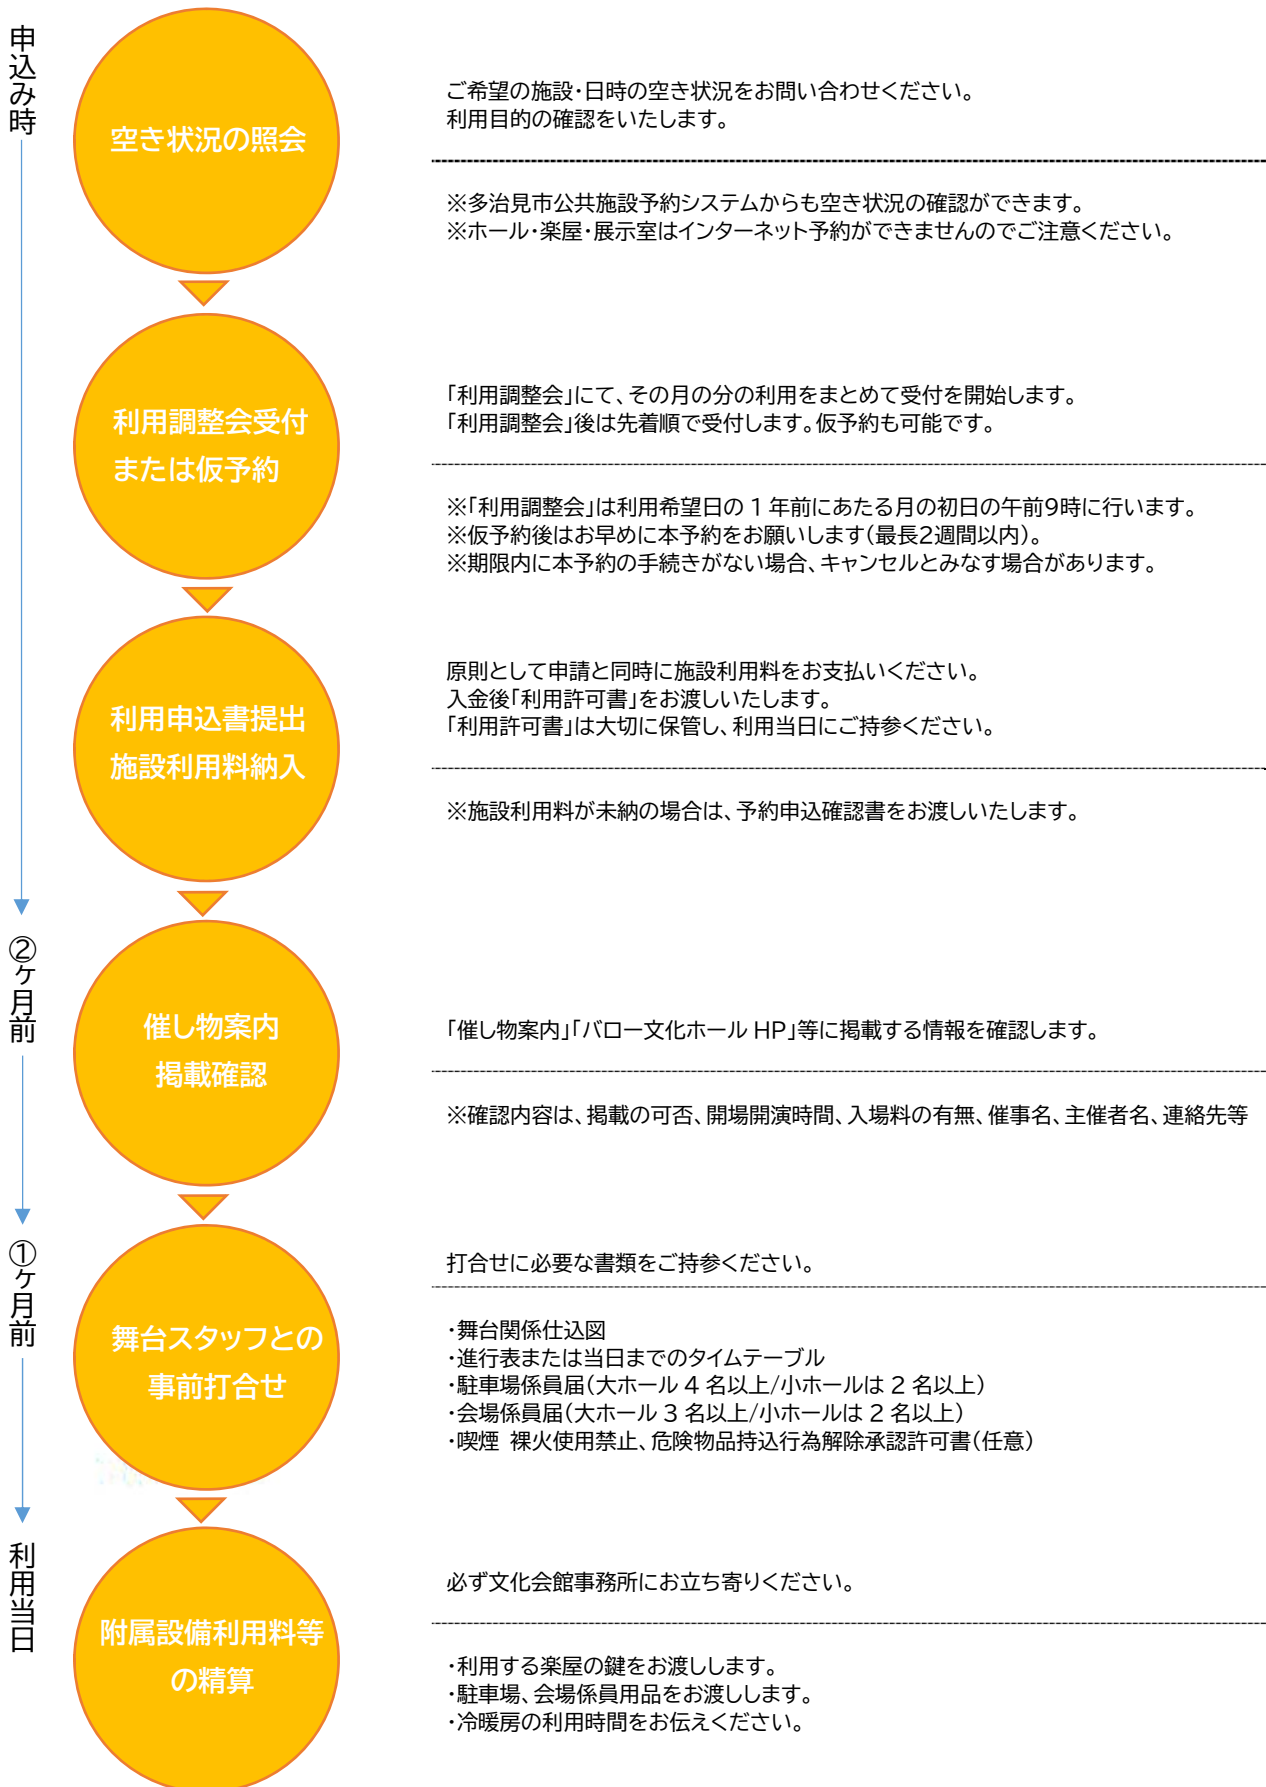 申込み時
空き状況の照会
ご希望の施設・日時の空き状況をお問い合わせください。
利用目的の確認をいたします。
※多治見市公共施設予約システムからも空き状況の確認ができます。
※ホール・楽屋・展示室はインターネット予約ができませんのでご注意ください。
利用調整会受付
または仮予約
「利用調整会」にて、その月の分の利用をまとめて受付を開始します。
「利用調整会」後は先着順で受付します。仮予約も可能です。
※「利用調整会」は利用希望日の1年前にあたる月の初日の午前9時に行います。
※仮予約後はお早めに本予約をお願いします(最長2週間以内)。
※期限内に本予約の手続きがない場合、キャンセルとみなす場合があります。
利用申込書提出
施設利用料納入
原則として申請と同時に施設利用料をお支払いください。
入金後「利用許可書」をお渡しいたします。
「利用許可書」は大切に保管し、利用当日にご持参ください。
※施設利用料が未納の場合は、予約申込確認書をお渡しいたします。
②ヶ月前
催し物案内
掲載確認
「催し物案内」「バロー文化ホール HP」等に掲載する情報を確認します。
※確認内容は、掲載の可否、開場開演時間、入場料の有無、催事名、主催者名、連絡先等
①ヶ月前
舞台スタッフとの
事前打合せ
打合せに必要な書類をご持参ください。
・舞台関係仕込図
・進行表または当日までのタイムテーブル
・駐車場係員届(大ホール 4 名以上/小ホールは 2 名以上)
・会場係員届(大ホール 3 名以上/小ホールは 2 名以上)
・喫煙 裸火使用禁止、危険物品持込行為解除承認許可書(任意)
利用当日
附属設備利用料等
の精算
必ず文化会館事務所にお立ち寄りください。
・利用する楽屋の鍵をお渡しします。
・駐車場、会場係員用品をお渡しします。
・冷暖房の利用時間をお伝えください。